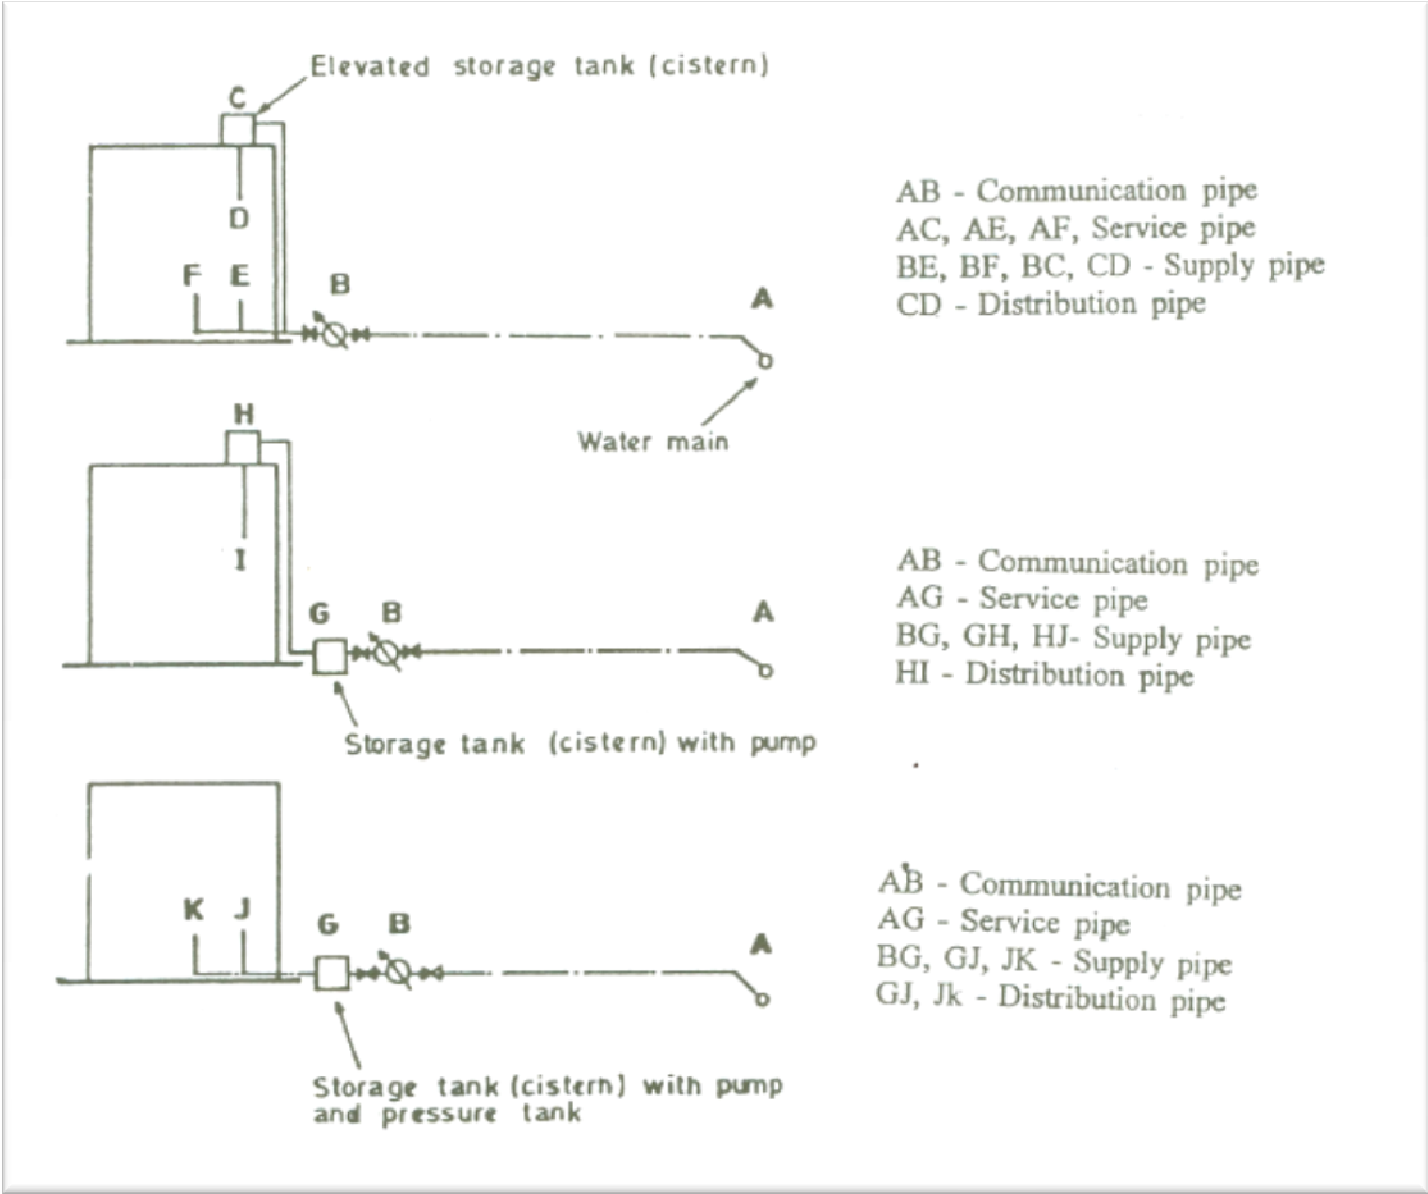 Elevated storage tank (cistern)
C
D
F E B A
Water main
AB - Communication pipe
AC, AE, AF, Service pipe
BE, BF, BC, CD - Supply pipe
CD - Distribution pipe
H
I
G B A
Storage tank (cistern) with pump
AB - Communication pipe
AG - Service pipe
BG, GH, HJ- Supply pipe
HI - Distribution pipe
K J G B A
Storage tank (cistern) with pump
and pressure tank
AB - Communication pipe
AG - Service pipe
BG, GJ, JK - Supply pipe
GJ, Jk - Distribution pipe